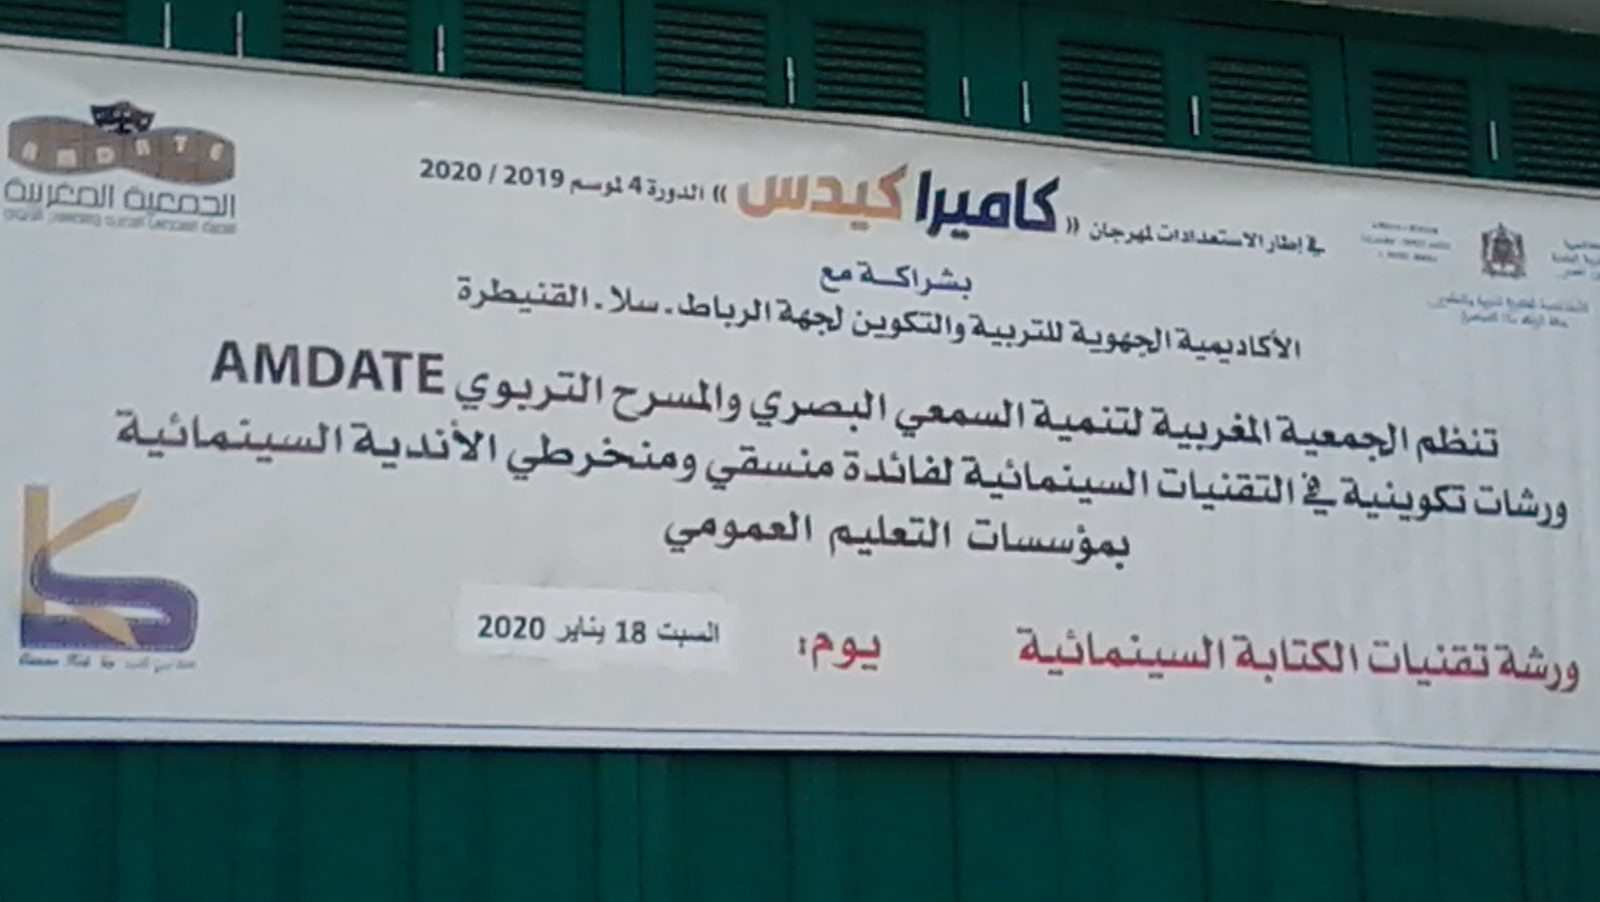 AMDATE
الجمعية المغربية
في إطار الاستعدادات لمهرجان « كاميرا كيدس » الدورة 4 لموسم 2019 / 2020
بشراكة مع
الأكاديمية الجهوية للتربية والتكوين لجهة الرباط - سلا - القنيطرة
تنظم الجمعية المغربية لتنمية السمعي البصري والمسرح التربوي AMDATE
ورشات تكوينية في التقنيات السينمائية لفائدة منسقي ومنخرطي الأندية السينمائية
بمؤسسات التعليم العمومي
ورشة تقنيات الكتابة السينمائية يوم: السبت 18 يناير 2020